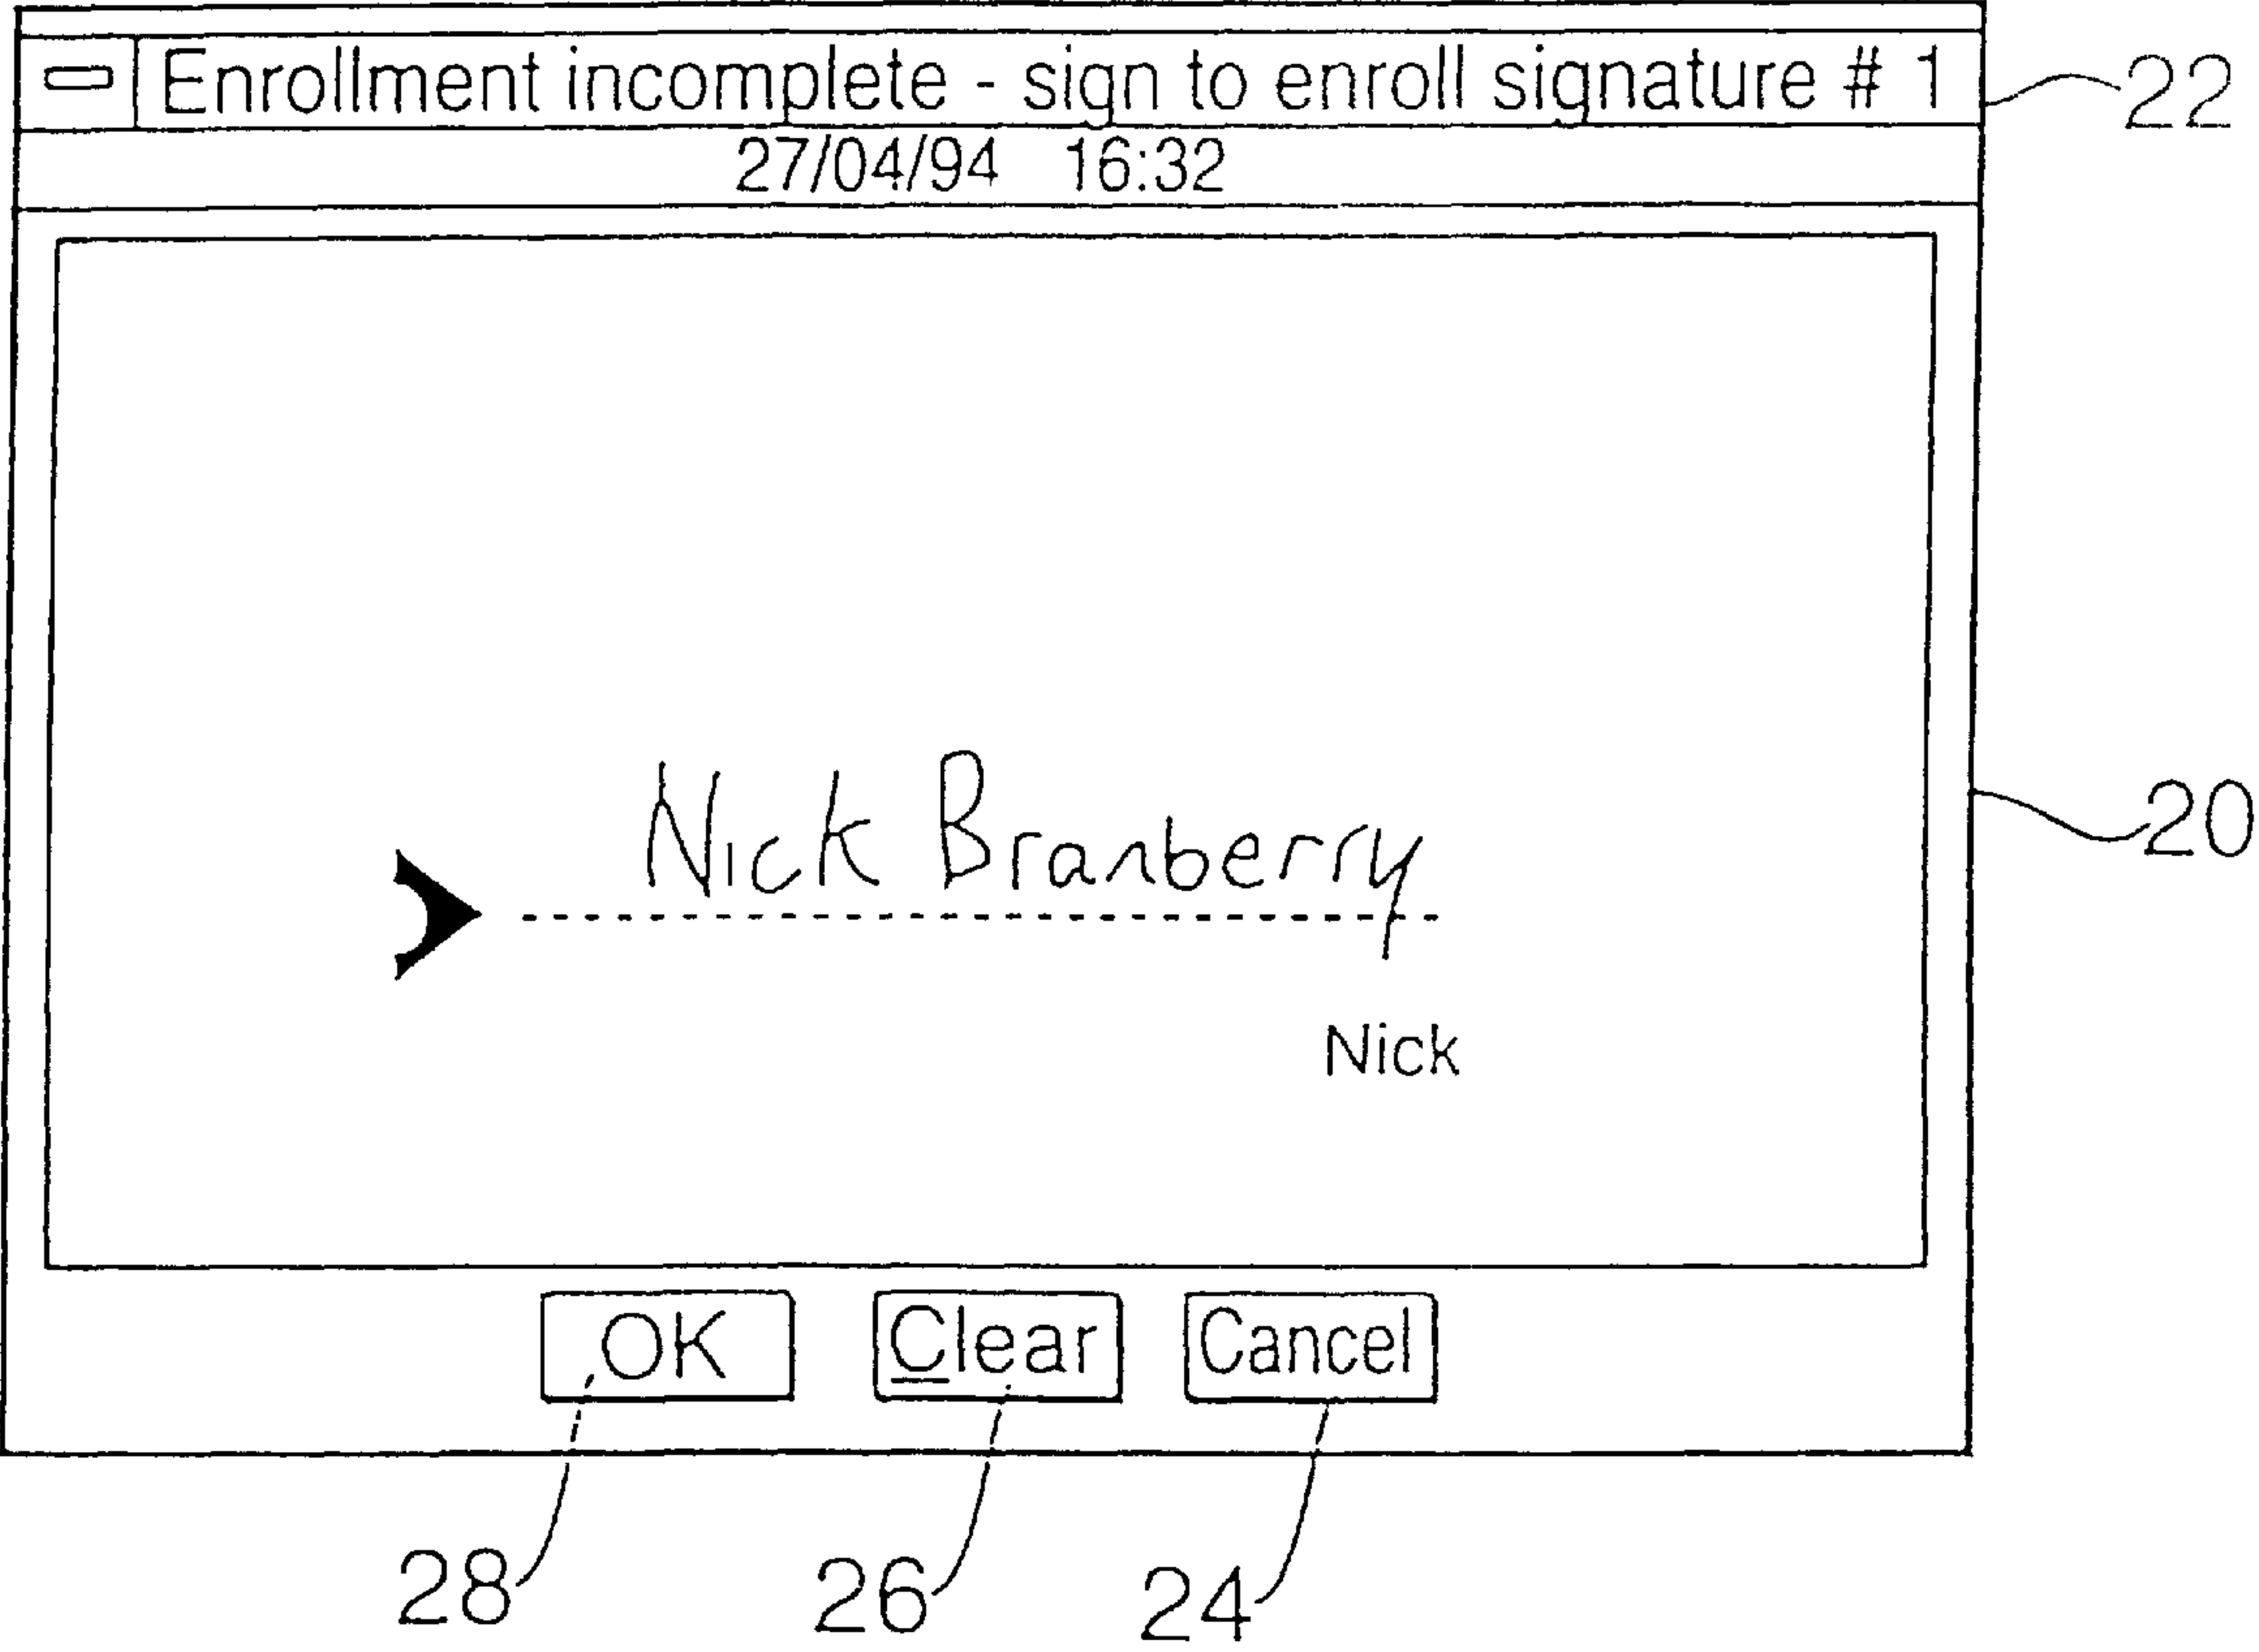 Enrollment incomplete - sign to enroll signature # 1
22
27/04/94 16:32
Nick Branberry
20
Nick
OK Clear Cancel
28 26 24